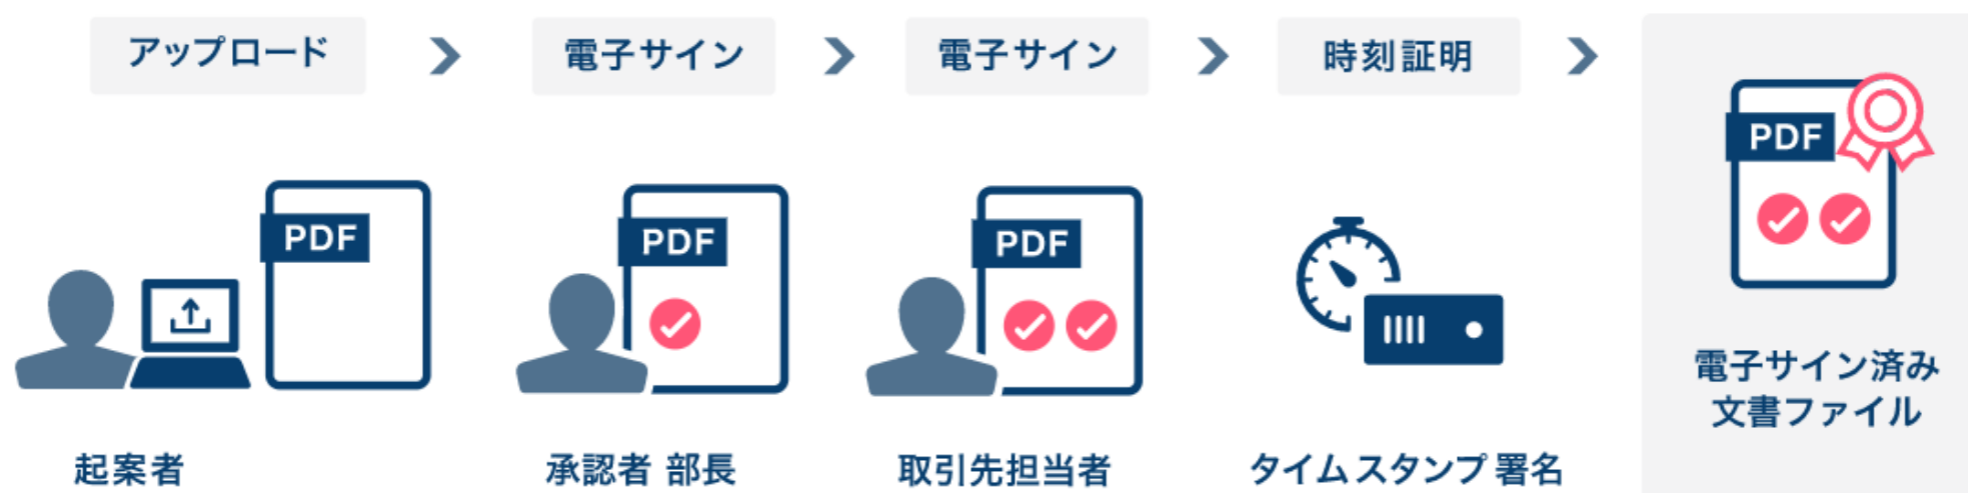 アップロード
電子サイン
電子サイン
時刻証明
PDF
PDF
PDF
PDF
起案者
承認者 部長
取引先担当者
タイムスタンプ署名
電子サイン済み
文書ファイル